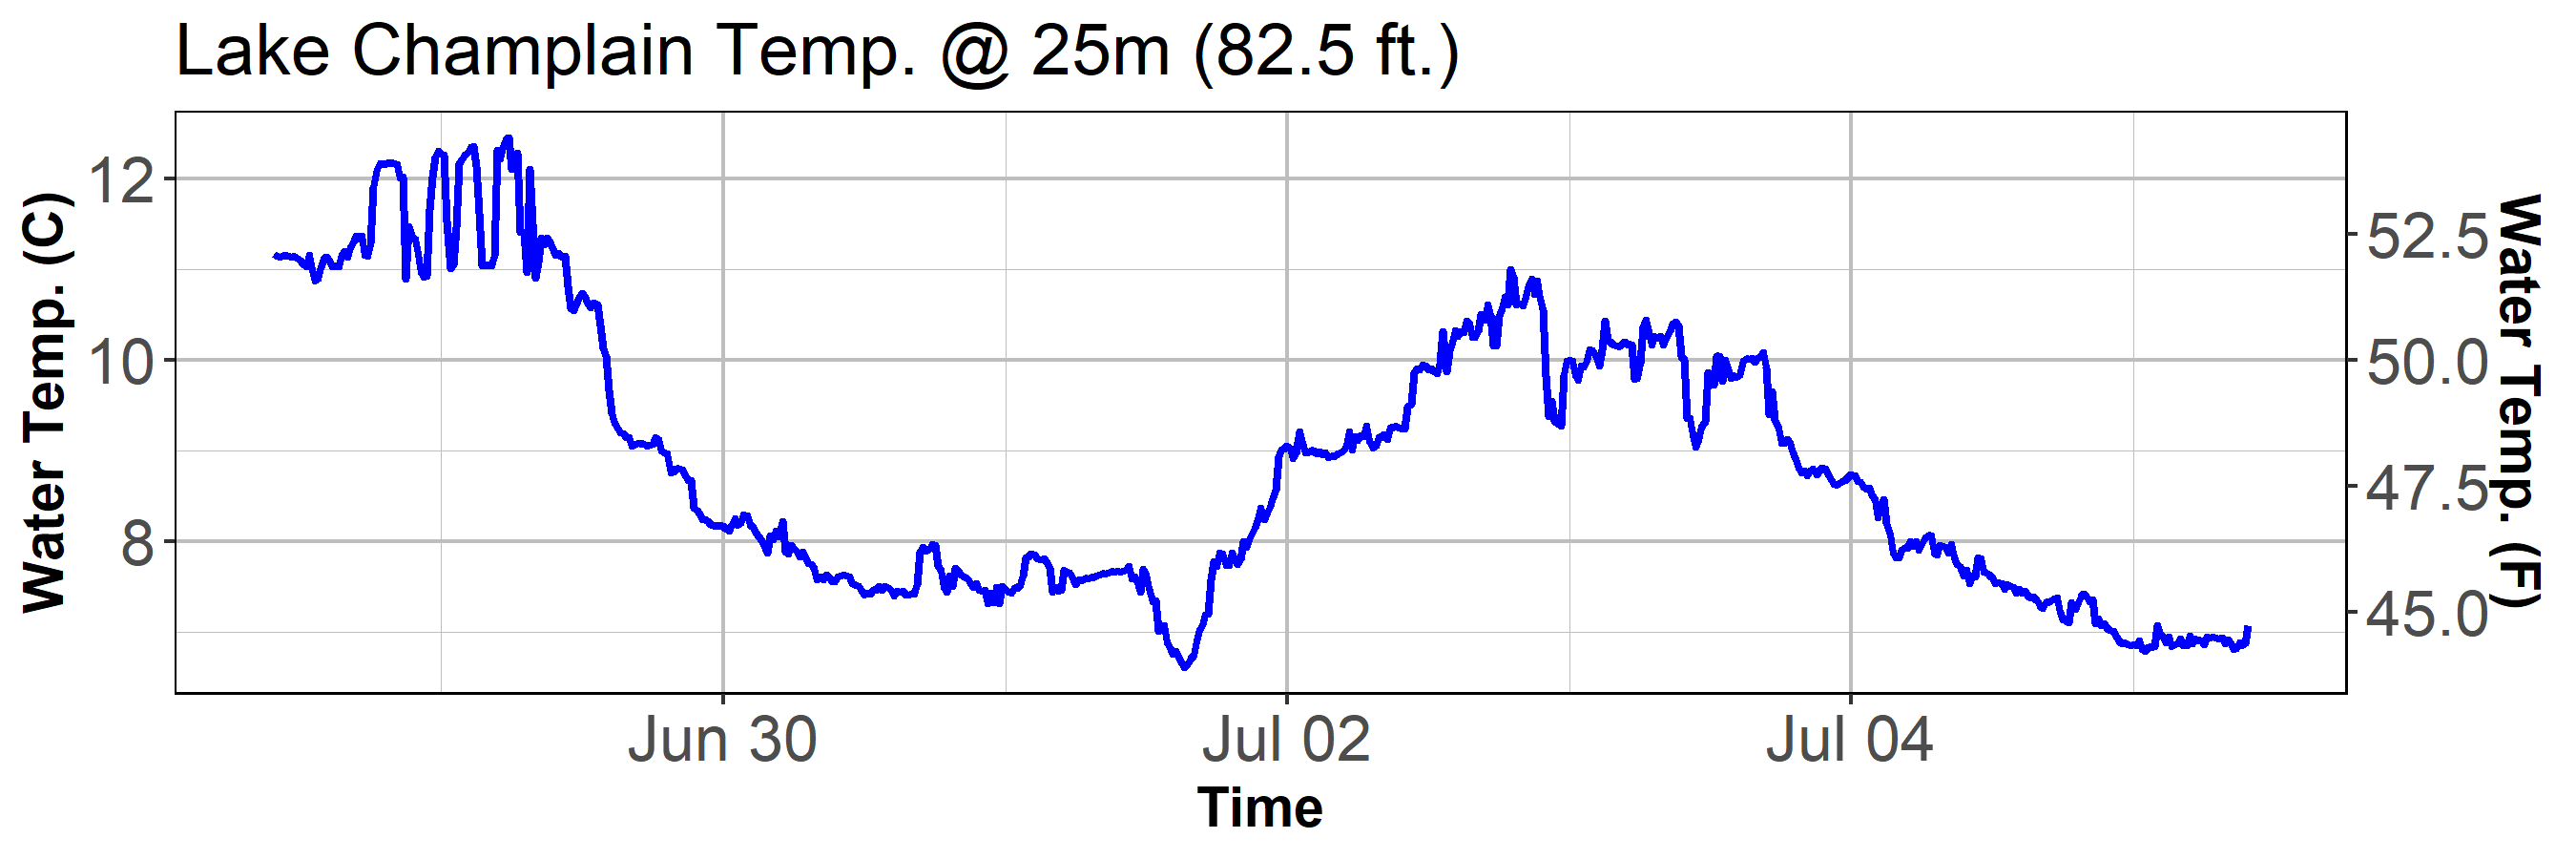 Lake Champlain Temp. @ 25m (82.5 ft.)
Water Temp. (C)
12
10
8
52.5
50.0
47.5
45.0
Water Temp. (F)
Jun 30
Jul 02
Jul 04
Time